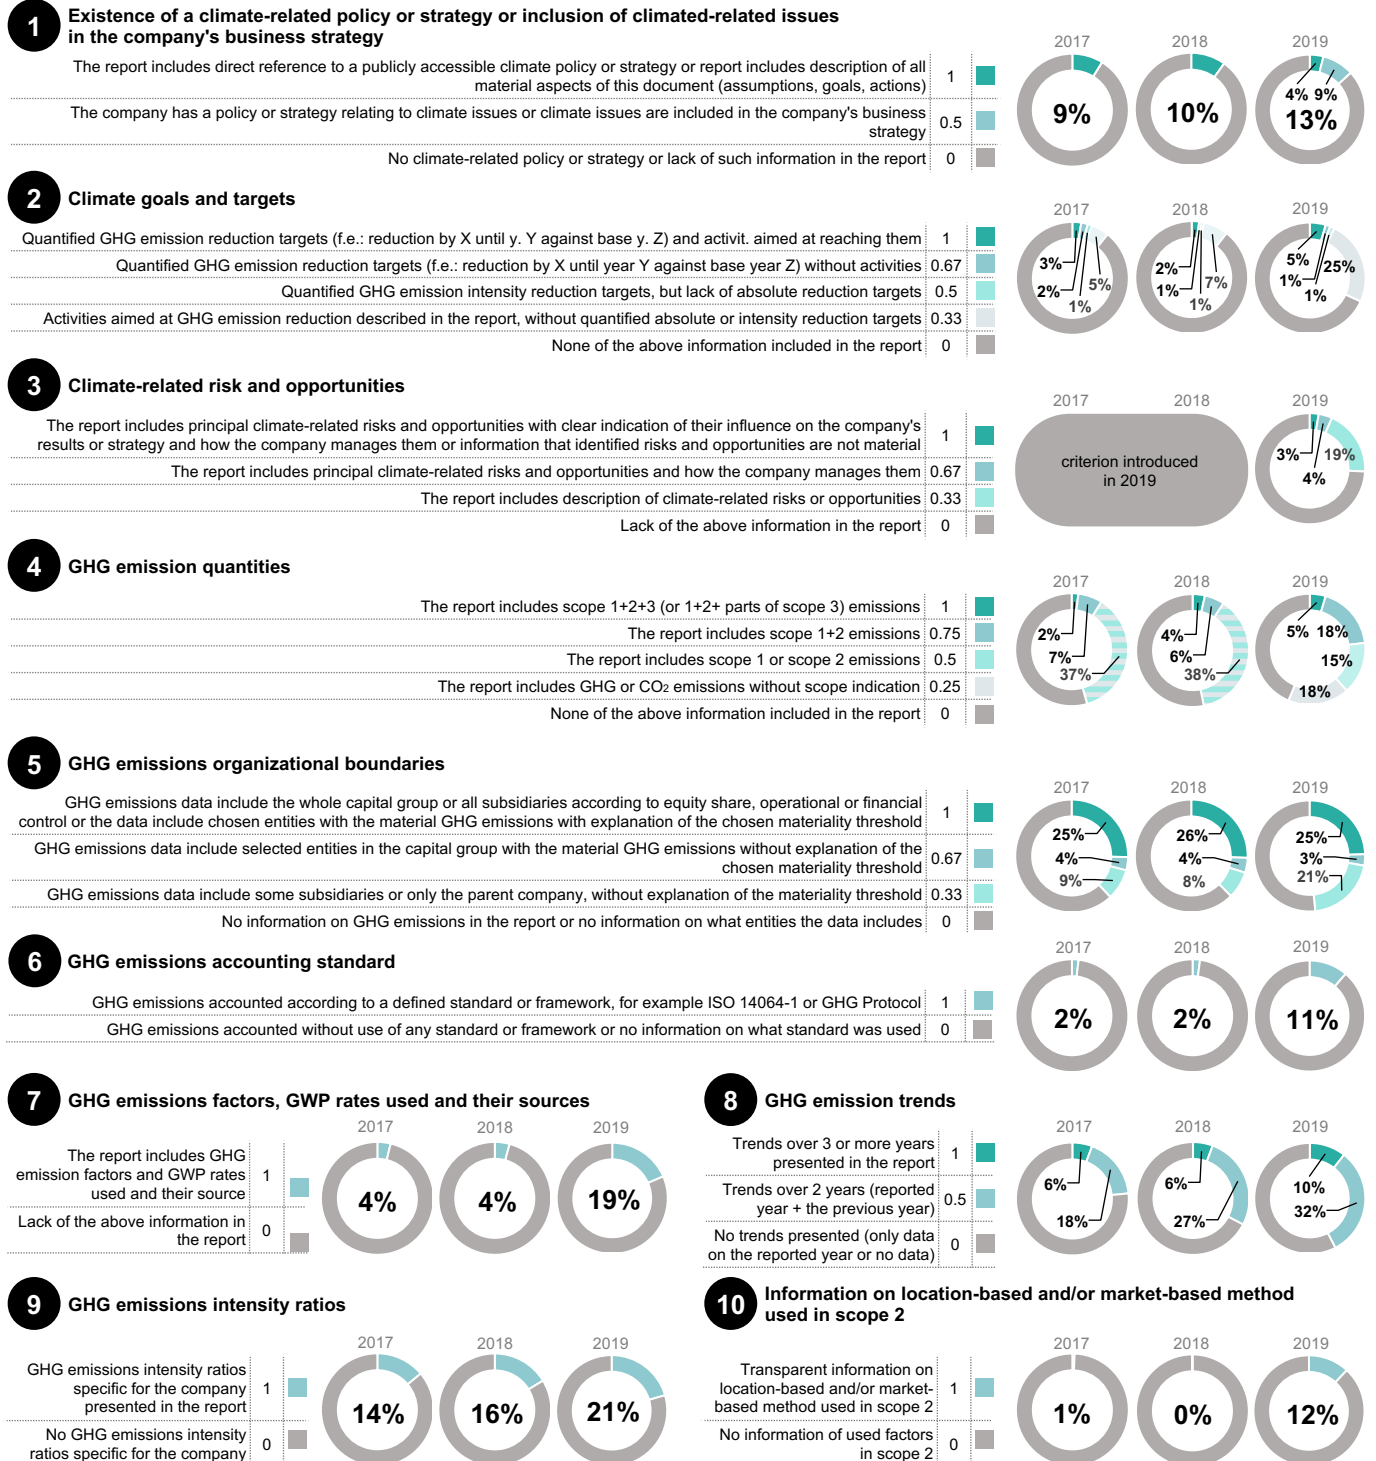 1
Existence of a climate-related policy or strategy or inclusion of climated-related issues
in the company's business strategy
2017
2018
2019
The report includes direct reference to a publicly accessible climate policy or strategy or report includes description of all
material aspects of this document (assumptions, goals, actions)
1
The company has a policy or strategy relating to climate issues or climate issues are included in the company's business
strategy
0.5
No climate-related policy or strategy or lack of such information in the report
0
9%
10%
4% 9%
13%
2
Climate goals and targets
2017
2018
2019
Quantified GHG emission reduction targets (f.e.: reduction by X until y. Y against base y. Z) and activit. aimed at reaching them
1
Quantified GHG emission reduction targets (f.e.: reduction by X until year Y against base year Z) without activities
0.67
Quantified GHG emission intensity reduction targets, but lack of absolute reduction targets
0.5
Activities aimed at GHG emission reduction described in the report, without quantified absolute or intensity reduction targets
0.33
None of the above information included in the report
0
3%
2%
1%
5%
2%
1%
1%
7%
5%
1%
1%
25%
3
Climate-related risk and opportunities
2017
2018
2019
The report includes principal climate-related risks and opportunities with clear indication of their influence on the company's
results or strategy and how the company manages them or information that identified risks and opportunities are not material
1
The report includes principal climate-related risks and opportunities and how the company manages them
0.67
The report includes description of climate-related risks or opportunities
0.33
Lack of the above information in the report
0
criterion introduced
in 2019
3%
19%
4%
4
GHG emission quantities
2017
2018
2019
The report includes scope 1+2+3 (or 1+2+ parts of scope 3) emissions
1
The report includes scope 1+2 emissions
0.75
The report includes scope 1 or scope 2 emissions
0.5
The report includes GHG or CO2 emissions without scope indication
0.25
None of the above information included in the report
0
2%
7%
37%
4%
6%
38%
5%
18%
15%
18%
5
GHG emissions organizational boundaries
2017
2018
2019
GHG emissions data include the whole capital group or all subsidiaries according to equity share, operational or financial
control or the data include chosen entities with the material GHG emissions with explanation of the chosen materiality threshold
1
GHG emissions data include selected entities in the capital group with the material GHG emissions without explanation of the
chosen materiality threshold
0.67
GHG emissions data include some subsidiaries or only the parent company, without explanation of the materiality threshold
0.33
No information on GHG emissions in the report or no information on what entities the data includes
0
25%
4%
9%
26%
4%
8%
25%
3%
21%
6
GHG emissions accounting standard
2017
2018
2019
GHG emissions accounted according to a defined standard or framework, for example ISO 14064-1 or GHG Protocol
1
GHG emissions accounted without use of any standard or framework or no information on what standard was used
0
2%
2%
11%
7
GHG emissions factors, GWP rates used and their sources
2017
2018
2019
The report includes GHG
emission factors and GWP rates
used and their source
1
Lack of the above information in
the report
0
4%
4%
19%
8
GHG emission trends
2017
2018
2019
Trends over 3 or more years
presented in the report
1
Trends over 2 years (reported
year + the previous year)
0.5
No trends presented (only data
on the reported year or no data)
0
6%
18%
6%
27%
10%
32%
9
GHG emissions intensity ratios
2017
2018
2019
GHG emissions intensity ratios
specific for the company
presented in the report
1
No GHG emissions intensity
ratios specific for the company
0
14%
16%
21%
10
Information on location-based and/or market-based method
used in scope 2
2017
2018
2019
Transparent information on
location-based and/or market-
based method used in scope 2
1
No information of used factors
in scope 2
0
1%
0%
12%